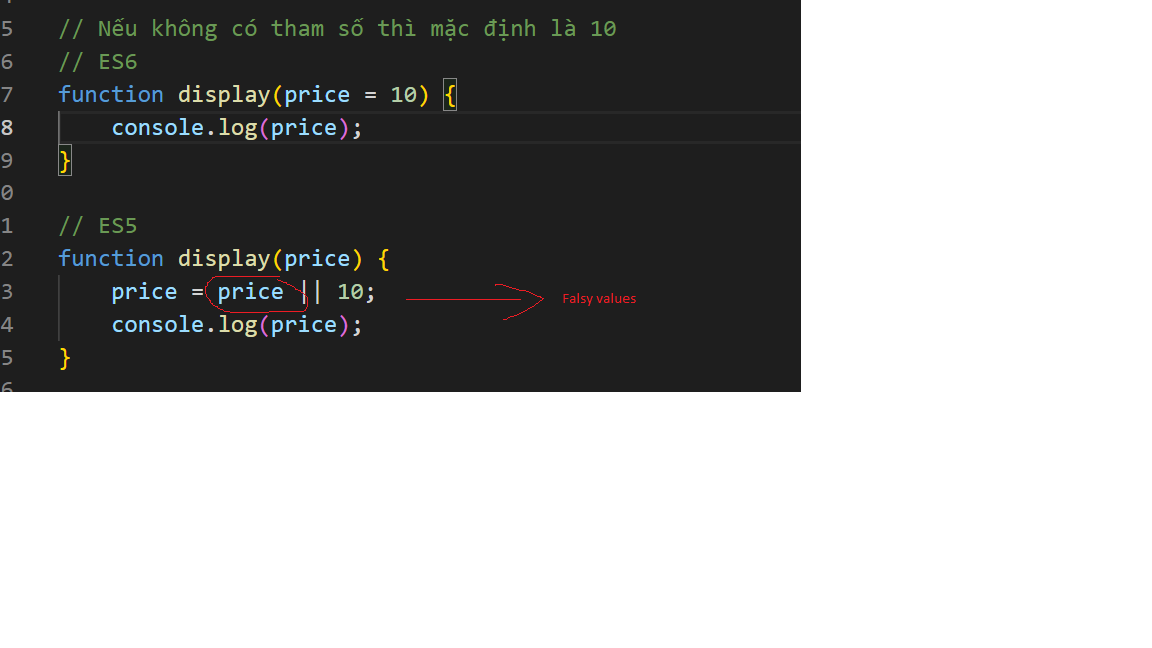 5 // Nếu không có tham số thì mặc định là 10
6 // ES6
7 function display(price = 10) {
8 console.log(price);
9 }
0
1 // ES5
2 function display(price) {
3 price = price || 10; Falsy values
4 console.log(price);
5 }
6